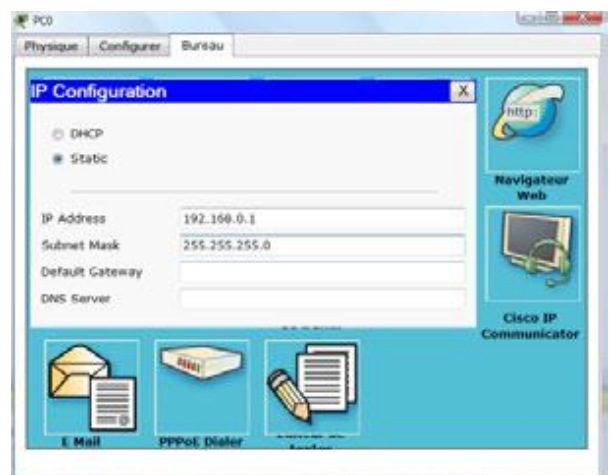 PC0
Physique Configurer Bureau
IP Configuration X
DHCP
Static
IP Address 192.168.0.1
Subnet Mask 255.255.255.0
Default Gateway
DNS Server
http:
Navigateur
Web
Cisco IP
Communicator
E Mail
PPPoE Dialer